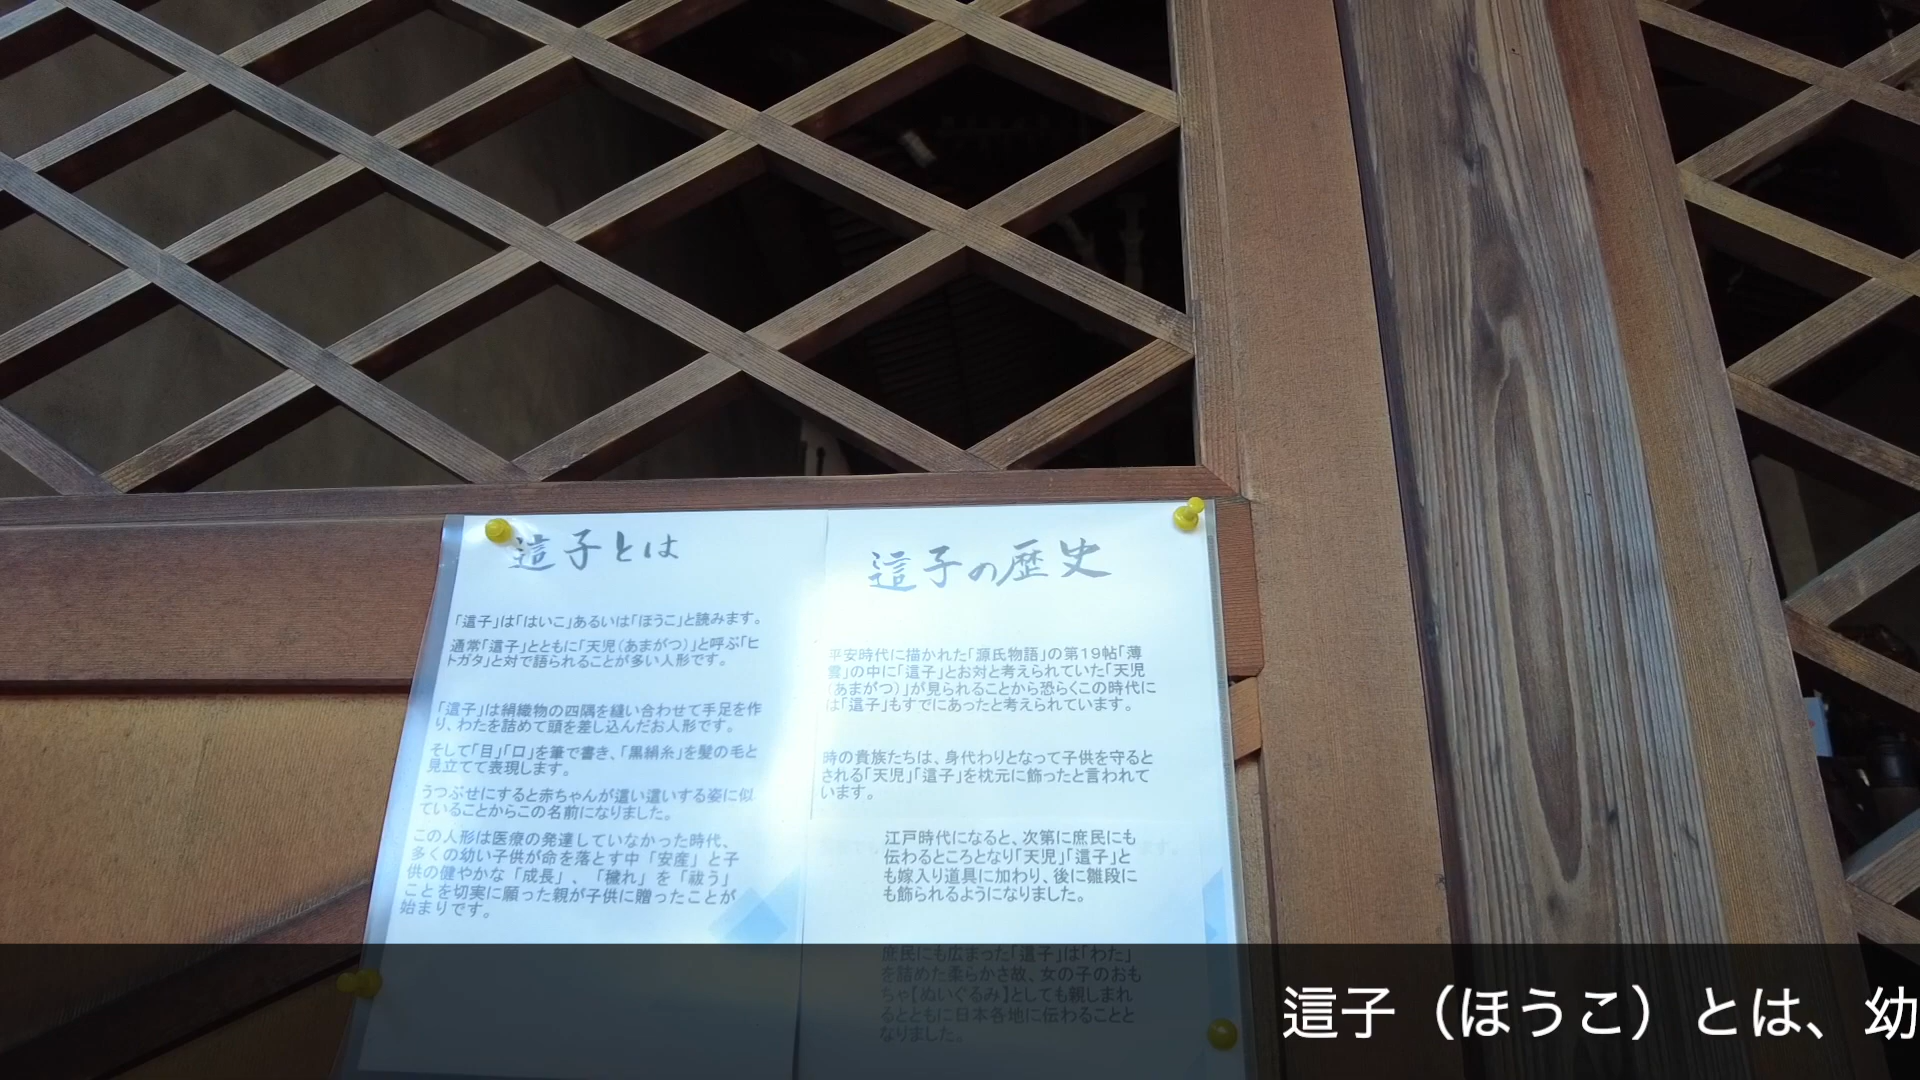 這子とは
「這子」は「はいこ」あるいは「ほうこ」と読みます。
通常「這子」とともに「天児（あまがつ）」と呼ぶ「ヒ
トガタ」と対で語られることが多い人形です。
「這子」は絹織物の四隅を縫い合わせて手足を作
り、わたを詰めて頭を差し込んだお人形です。
そして「目」「口」を筆で書き、「黒絹糸」を髪の毛と
見立てて表現します。
うつぶせにすると赤ちゃんが這い這いする姿に似
ていることからこの名前になりました。
この人形は医療の発達していなかった時代、
多くの幼い子供が命を落とす中「安産」と子
供の健やかな「成長」、「穢れ」を「祓う」
ことを切実に願った親が子供に贈ったことが
始まりです。
這子の歴史
平安時代に描かれた「源氏物語」の第19帖「薄
雲」の中に「這子」とお対と考えられていた「天児
（あまがつ）」が見られることから恐らくこの時代に
は「這子」もすでにあったと考えられています。
時の貴族たちは、身代わりとなって子供を守ると
される「天児」「這子」を枕元に飾ったと言われて
います。
江戸時代になると、次第に庶民にも
伝わるところとなり「天児」「這子」と
も嫁入り道具に加わり、後に雛段に
も飾られるようになりました。
庶民にも広まった「這子」は「わた」
を詰めた柔らかさ故、女の子のおも
ちゃ【ぬいぐるみ】としても親しまれ
るとともに日本各地に伝わることと
なりました。
這子（ほうこ）とは、幼